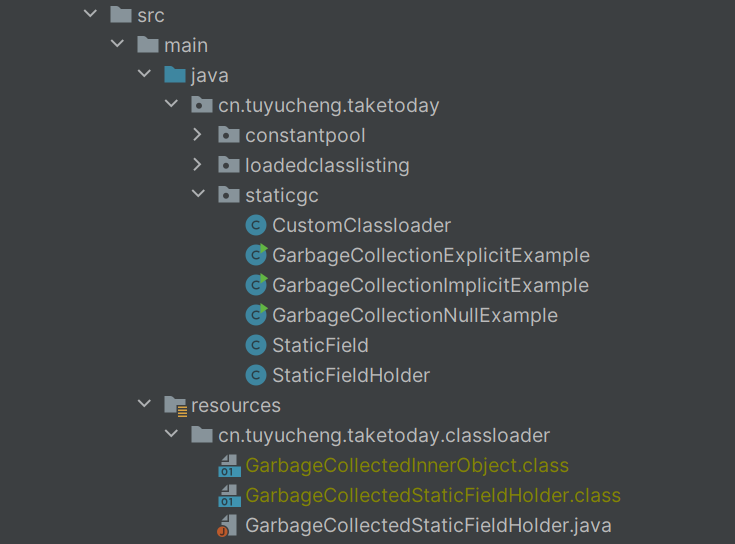 src
main
java
cn.tuyucheng.taketoday
constantpool
loadedclasslisting
staticgc
CustomClassloader
GarbageCollectionExplicitExample
GarbageCollectionImplicitExample
GarbageCollectionNullExample
StaticField
StaticFieldHolder
resources
cn.tuyucheng.taketoday.classloader
GarbageCollectedInnerObject.class
GarbageCollectedStaticFieldHolder.class
GarbageCollectedStaticFieldHolder.java